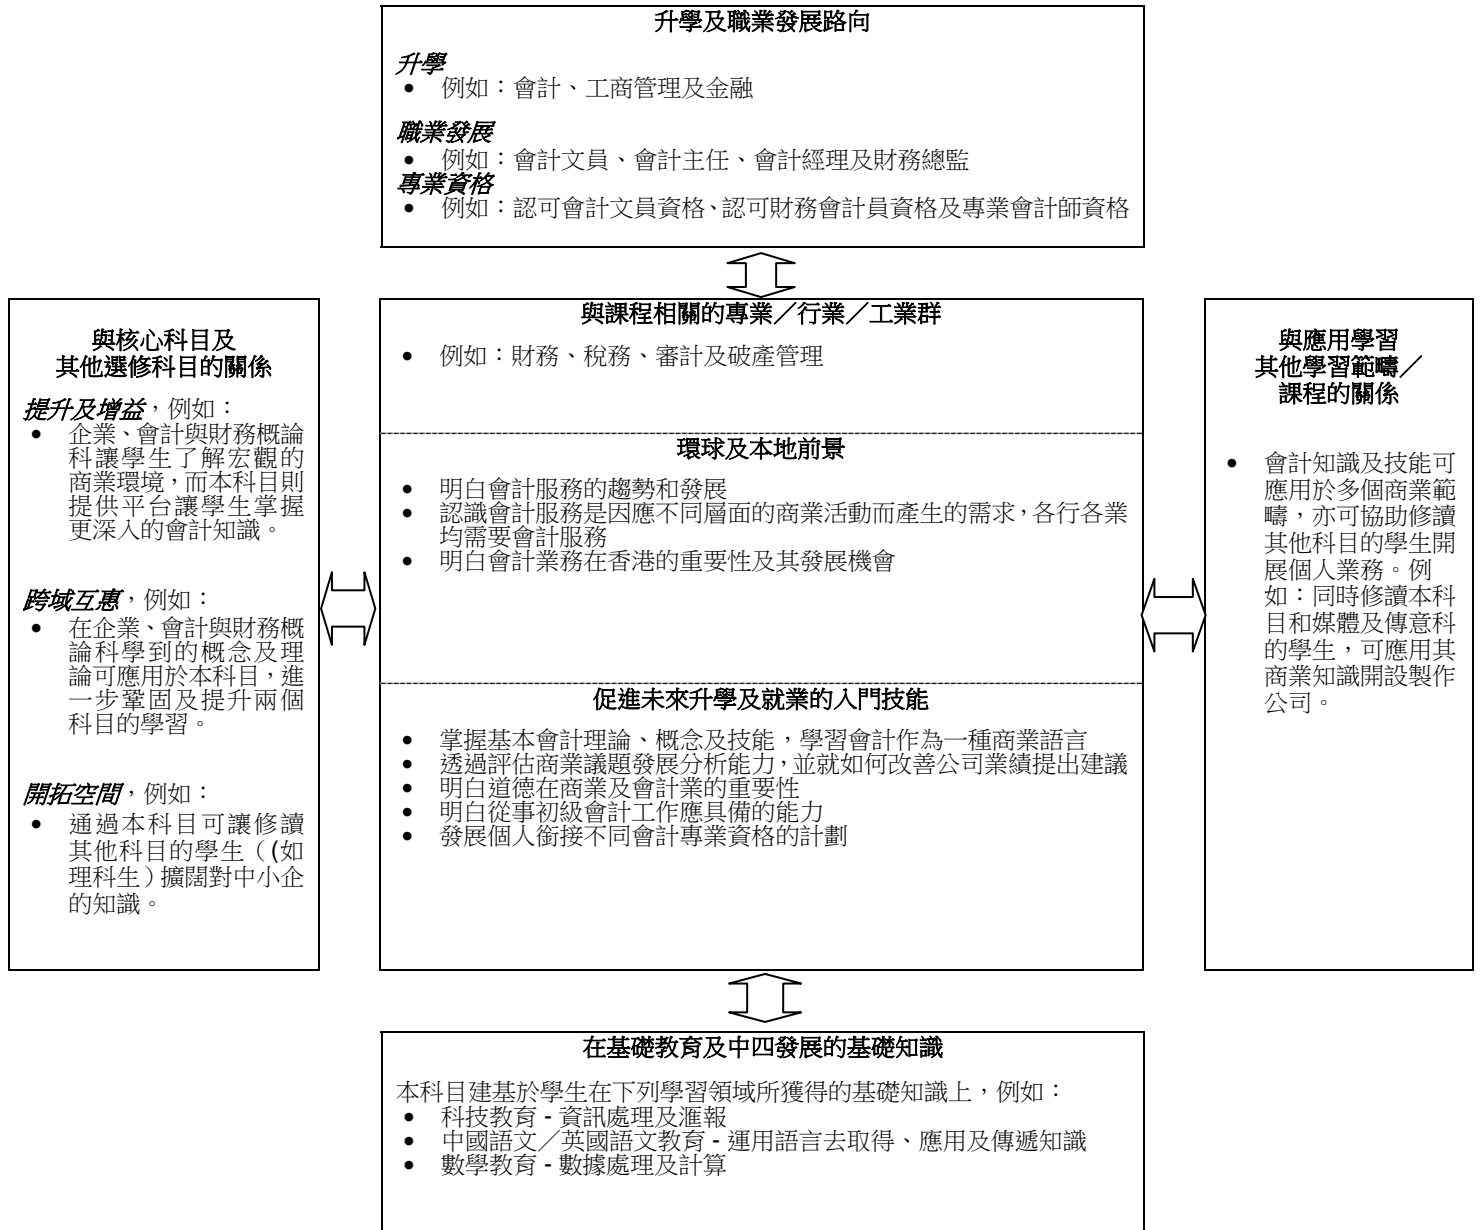 升學及職業發展路向
升學
• 例如：會計、工商管理及金融
職業發展
• 例如：會計文員、會計主任、會計經理及財務總監
專業資格
• 例如：認可會計文員資格、認可財務會計員資格及專業會計師資格
與核心科目及
其他選修科目的關係
提升及增益，例如：
• 企業、會計與財務概論
科讓學生了解宏觀的
商業環境，而本科目則
提供平台讓學生掌握
更深入的會計知識。
跨域互惠，例如：
• 在企業、會計與財務概
論科學到的概念及理
論可應用於本科目，進
一步鞏固及提升兩個
科目的學習。
開拓空間，例如：
• 通過本科目可讓修讀
其他科目的學生（(如
理科生）擴闊對中小企
的知識。
與課程相關的專業／行業／工業群
• 例如：財務、稅務、審計及破產管理
環球及本地前景
• 明白會計服務的趨勢和發展
• 認識會計服務是因應不同層面的商業活動而產生的需求，各行各業
均需要會計服務
• 明白會計業務在香港的重要性及其發展機會
促進未來升學及就業的入門技能
• 掌握基本會計理論、概念及技能，學習會計作為一種商業語言
• 透過評估商業議題發展分析能力，並就如何改善公司業績提出建議
• 明白道德在商業及會計業的重要性
• 明白從事初級會計工作應具備的能力
• 發展個人銜接不同會計專業資格的計劃
與應用學習
其他學習範疇／
課程的關係
• 會計知識及技能可
應用於多個商業範
疇，亦可協助修讀
其他科目的學生開
展個人業務。例
如：同時修讀本科
目和媒體及傳意科
的學生，可應用其
商業知識開設製作
公司。
在基礎教育及中四發展的基礎知識
本科目建基於學生在下列學習領域所獲得的基礎知識上，例如：
• 科技教育 - 資訊處理及滙報
• 中國語文／英國語文教育 - 運用語言去取得、應用及傳遞知識
• 數學教育 - 數據處理及計算